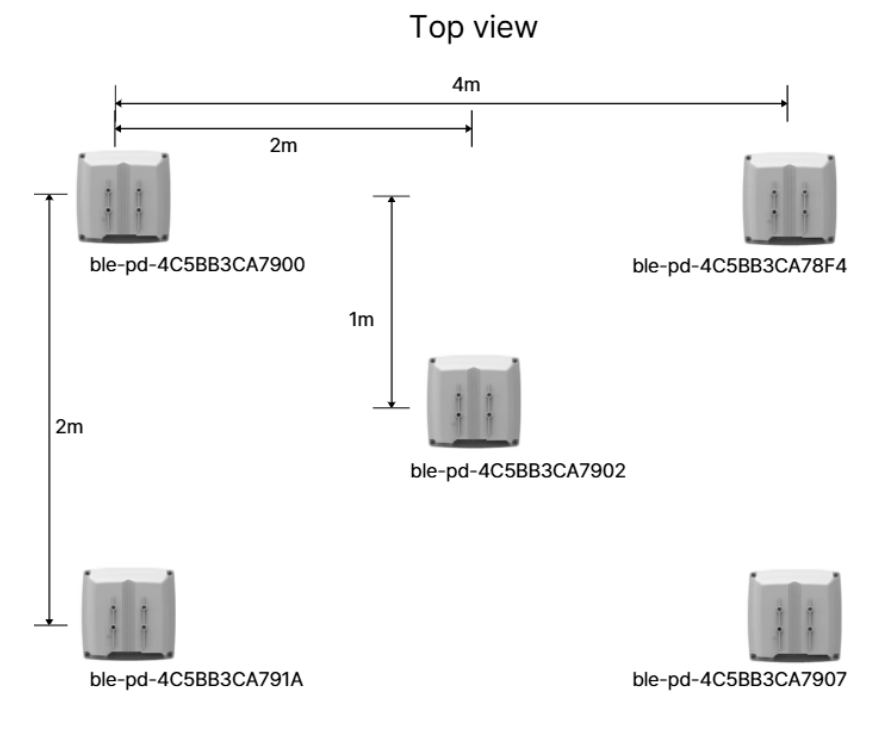 Top view
4m
2m
ble-pd-4C5BB3CA7900
ble-pd-4C5BB3CA78F4
1m
2m
ble-pd-4C5BB3CA7902
ble-pd-4C5BB3CA791A
ble-pd-4C5BB3CA7907